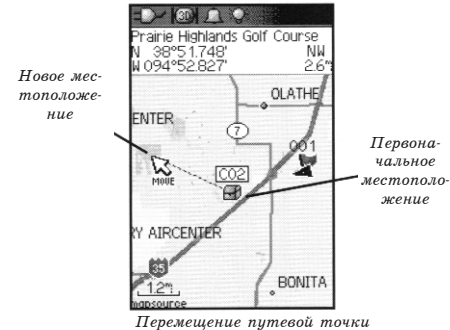 3D
Prairie Highlands Golf Course
N 38°51.748' NW
W 094°52.827' 2.6m
Новое мес-
тоположе-
ние
OLATHE
ENTER
7
001
MOVE
C02
Первона-
чальное
местополо-
жение
RY AIRCENTER
35
1.2m
BONITA
mapsource
Перемещение путевой точки